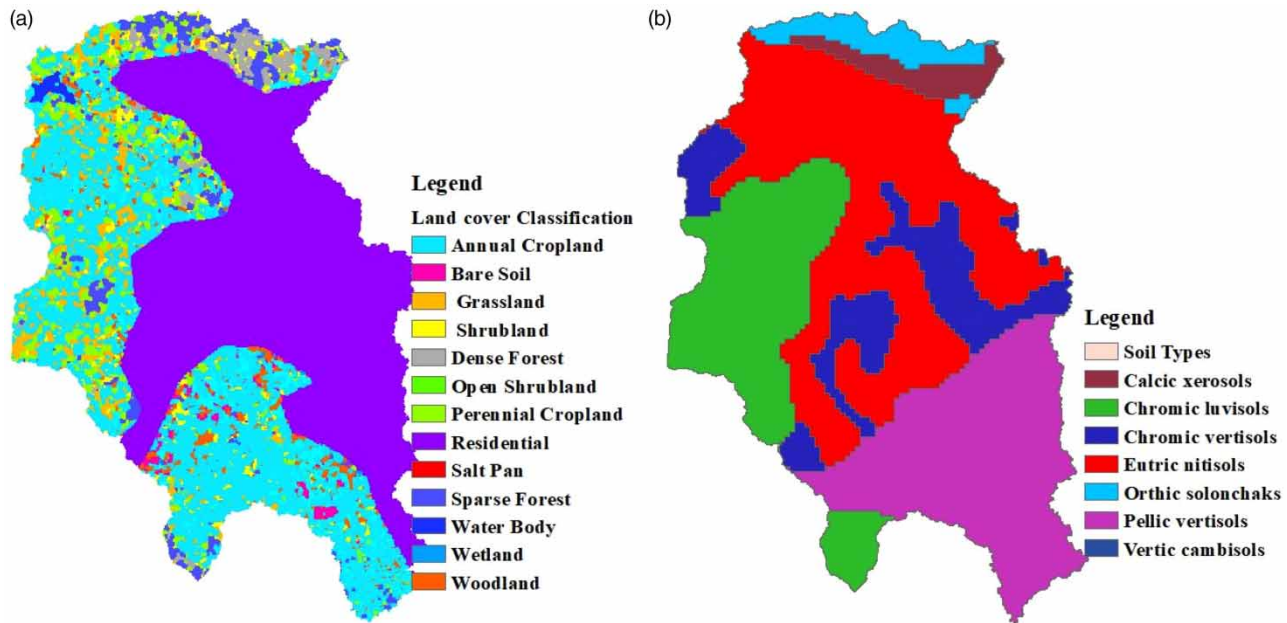 (a)
Legend
Land cover Classification
Annual Cropland
Bare Soil
Grassland
Shrubland
Dense Forest
Open Shrubland
Perennial Cropland
Residential
Salt Pan
Sparse Forest
Water Body
Wetland
Woodland
(b)
Legend
Soil Types
Calcic xerosols
Chromic luvisols
Chromic vertisols
Eutric nitisols
Orthic solonchaks
Pellic vertisols
Vertic cambisols